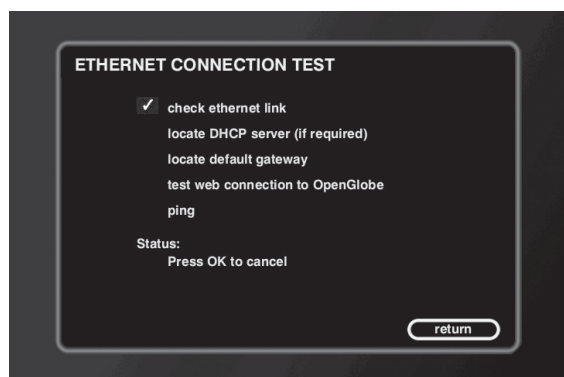 ETHERNET CONNECTION TEST
✓ check ethernet link
locate DHCP server (if required)
locate default gateway
test web connection to OpenGlobe
ping
Status:
Press OK to cancel
return